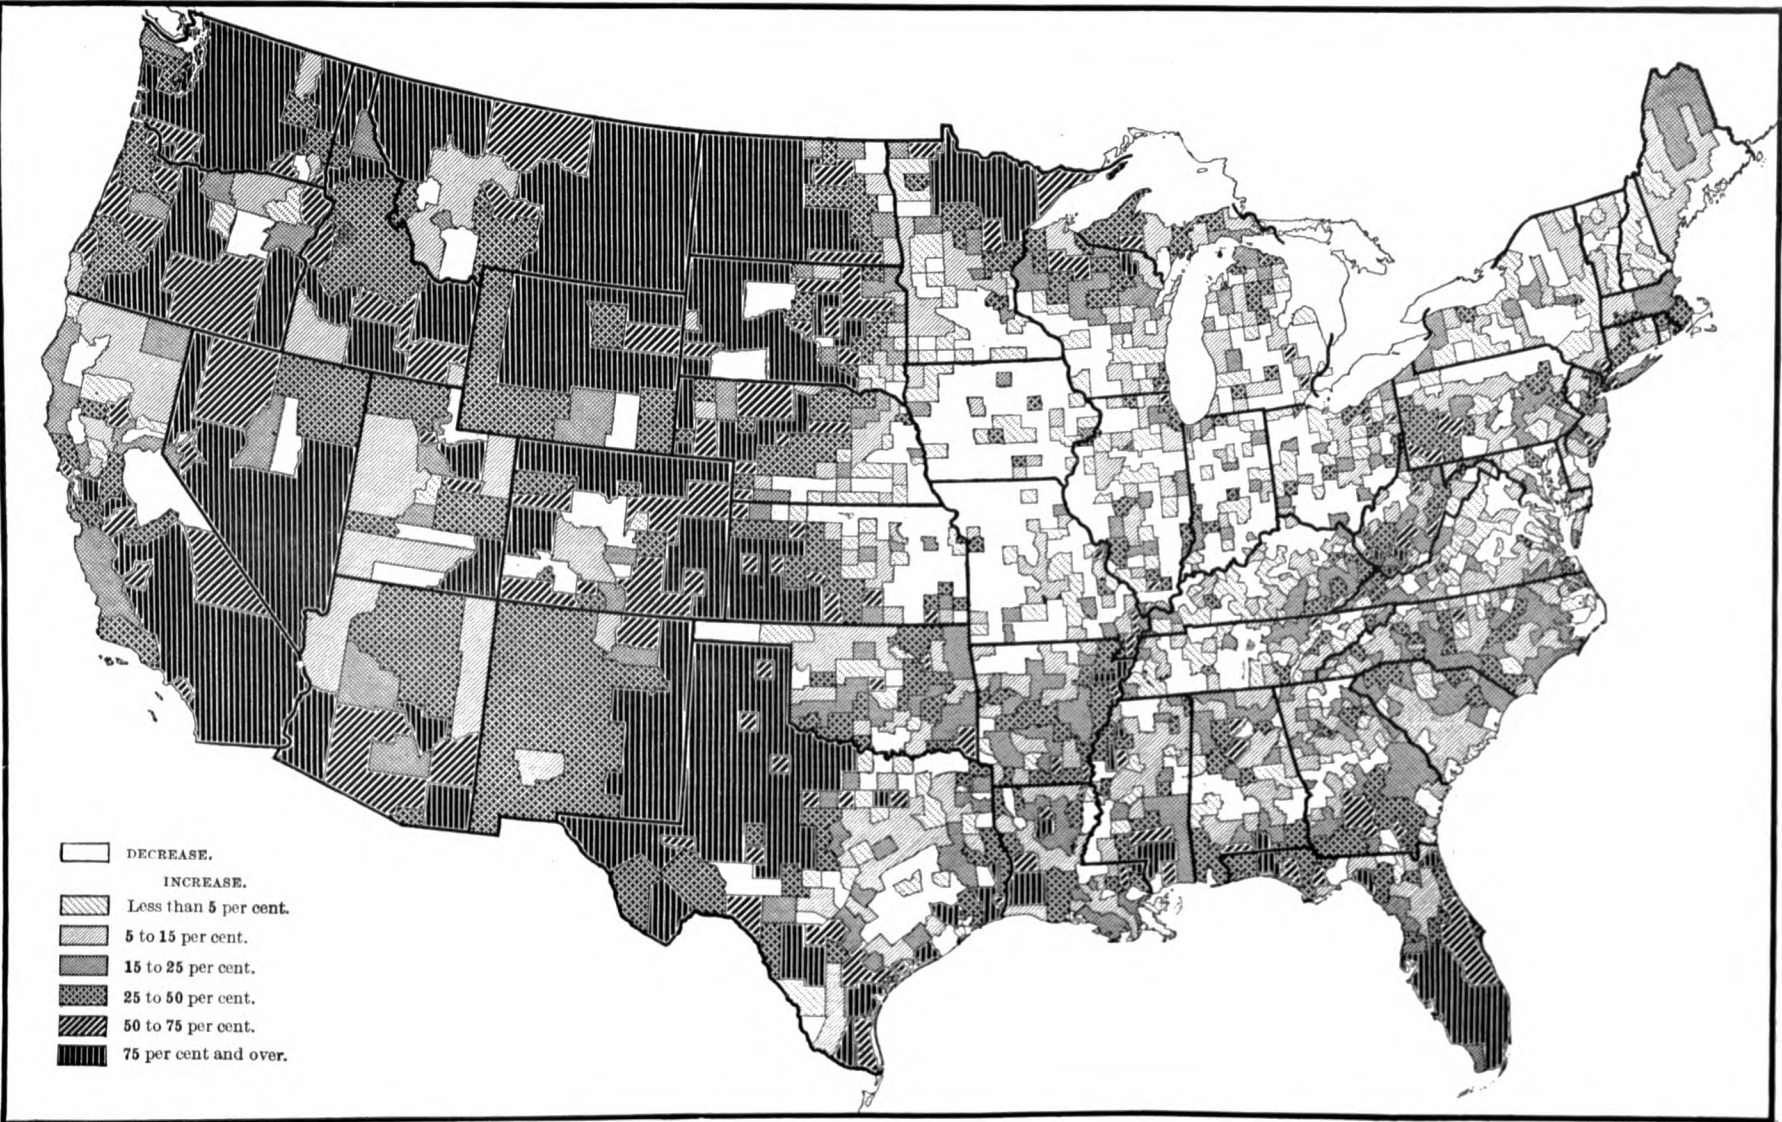 DECREASE.
INCREASE.
Less than 5 per cent.
5 to 15 per cent.
15 to 25 per cent.
25 to 50 per cent.
50 to 75 per cent.
75 per cent and over.